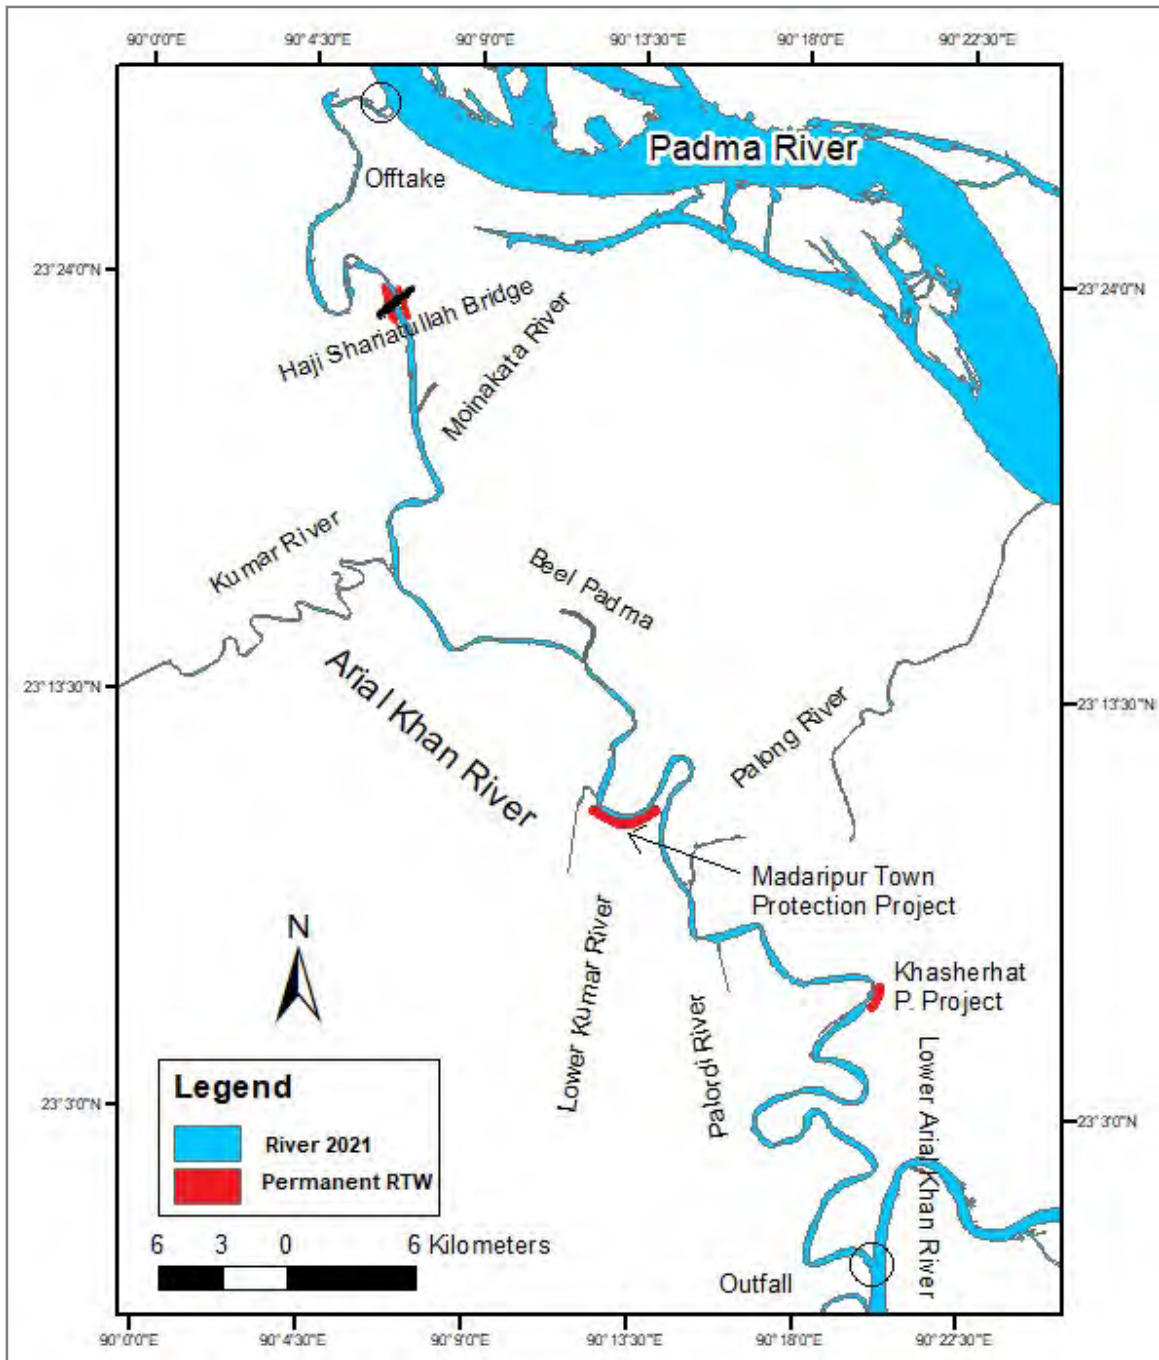 90°0'0"E 90°4'30"E 90°9'0"E 90°13'30"E 90°18'0"E 90°22'30"E
Padma River
Offtake
23°24'0"N
23°24'0"N
Haji Shariatullah Bridge
Moinakata River
Kumar River
Beel Padma
Arial Khan River
23°13'30"N
23°13'30"N
Palong River
Madaripur Town
Protection Project
Lower Kumar River
Palordi River
Khasherhat
P. Project
Lower Arial Khan River
N
Legend
River 2021
Permanent RTW
23°3'0"N
23°3'0"N
6 3 0 6 Kilometers
Outfall
90°0'0"E 90°4'30"E 90°9'0"E 90°13'30"E 90°18'0"E 90°22'30"E